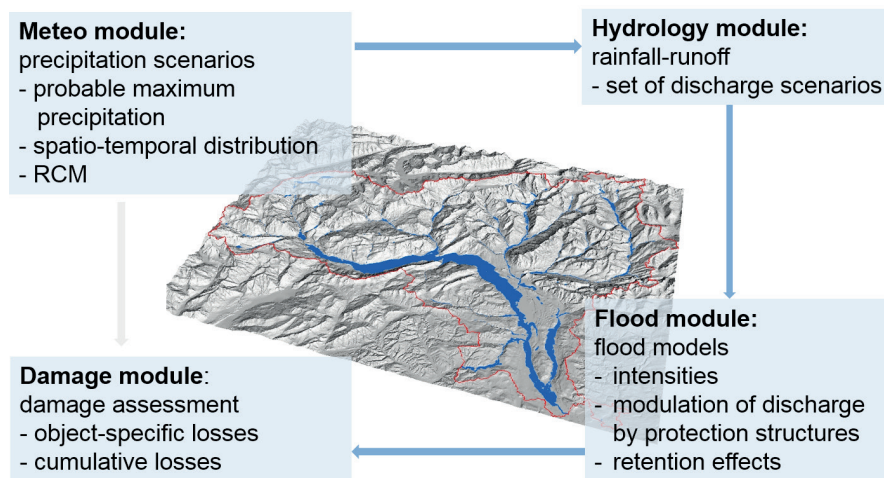 Meteo module:
precipitation scenarios
- probable maximum
precipitation
- spatio-temporal distribution
- RCM
Hydrology module:
rainfall-runoff
- set of discharge scenarios
Flood module:
flood models
- intensities
- modulation of discharge
by protection structures
- retention effects
Damage module:
damage assessment
- object-specific losses
- cumulative losses